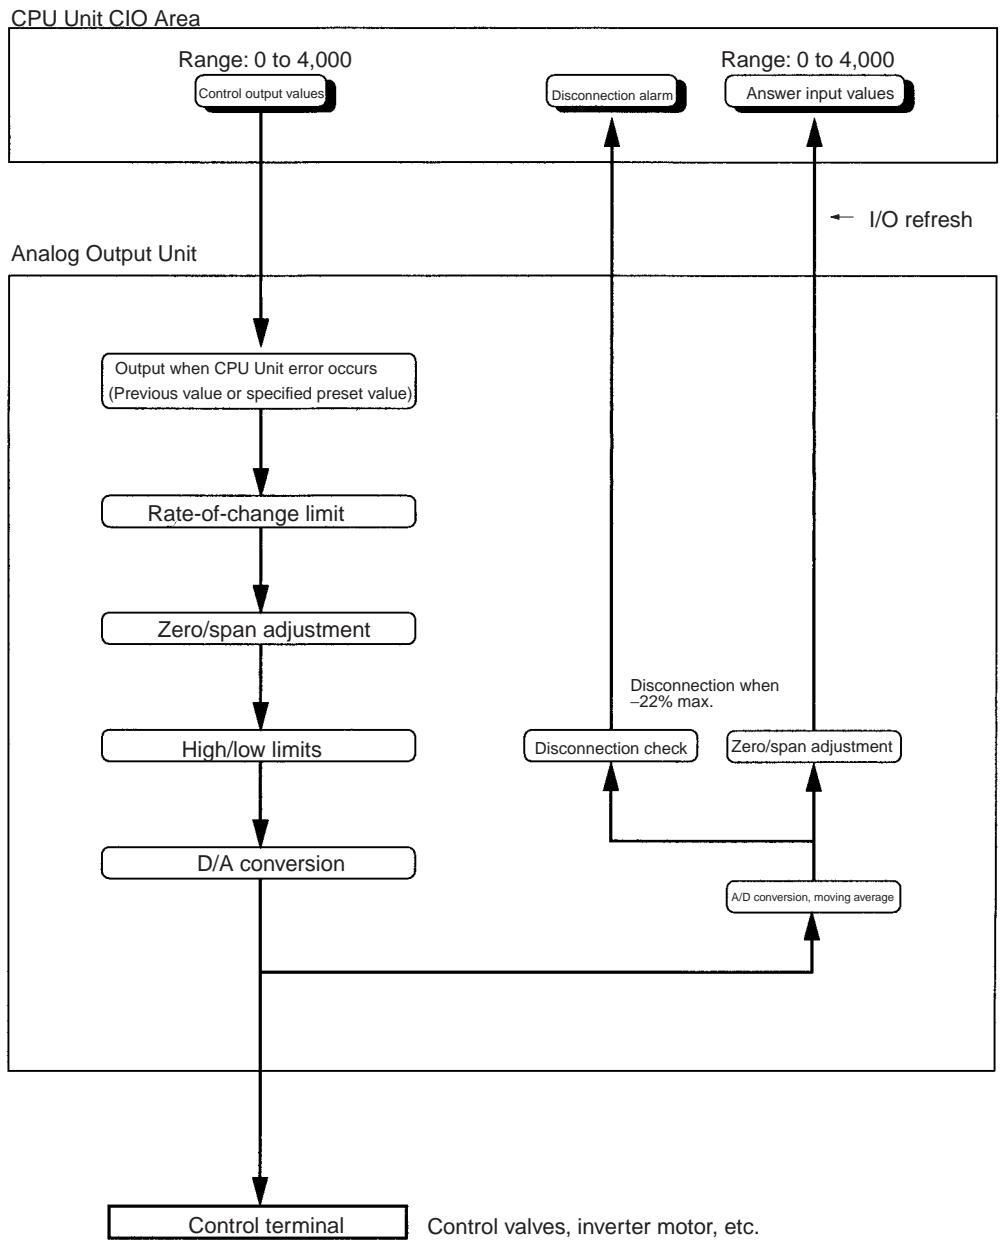 CPU Unit CIO Area
Range: 0 to 4,000
Range: 0 to 4,000
Control output values
Disconnection alarm
Answer input values
I/O refresh
Analog Output Unit
Output when CPU Unit error occurs
(Previous value or specified preset value)
Rate-of-change limit
Zero/span adjustment
Disconnection when
–22% max.
High/low limits
Disconnection check
Zero/span adjustment
D/A conversion
A/D conversion, moving average
Control terminal
Control valves, inverter motor, etc.